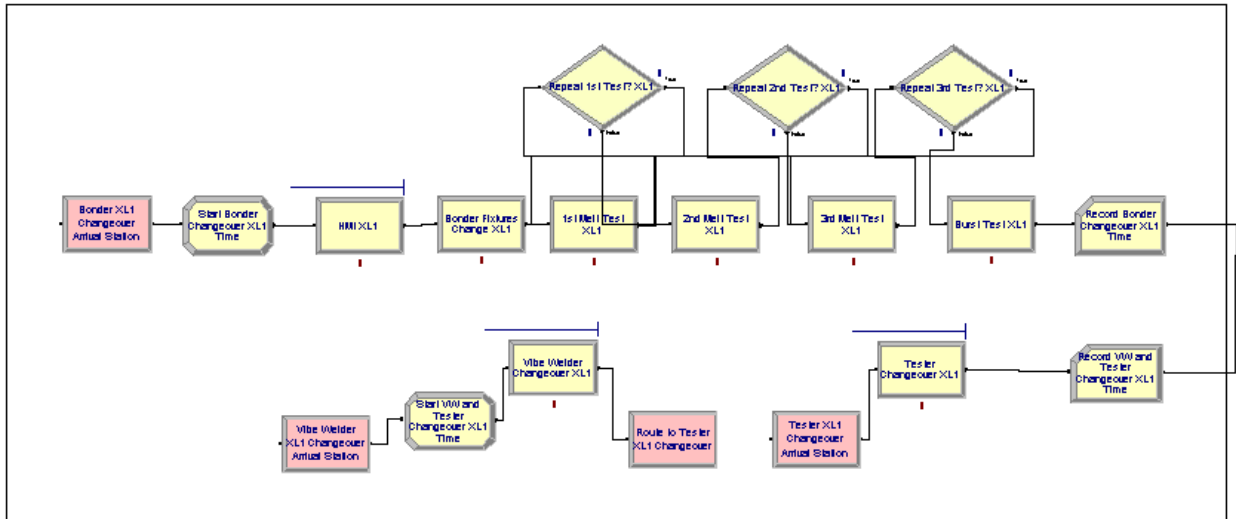 Repeat 1st Test? XL1
True
False
Repeat 2nd Test? XL1
True
False
Repeat 3rd Test? XL1
True
False
Bonder XL1
Changeover
Arrival Station
Start Bonder
Changeover XL1
Time
HMI XL1
Bonder Fixtures
Change XL1
1st Melt Test
XL1
2nd Melt Test
XL1
3rd Melt Test
XL1
Burst Test XL1
Record Bonder
Changeover XL1
Time
Vibe Welder
XL1 Changeover
Arrival Station
Start VW and
Tester
Changeover XL1
Time
Vibe Welder
Changeover XL1
Route to Tester
XL1 Changeover
Tester XL1
Changeover
Arrival Station
Tester
Changeover XL1
Record VW and
Tester
Changeover XL1
Time